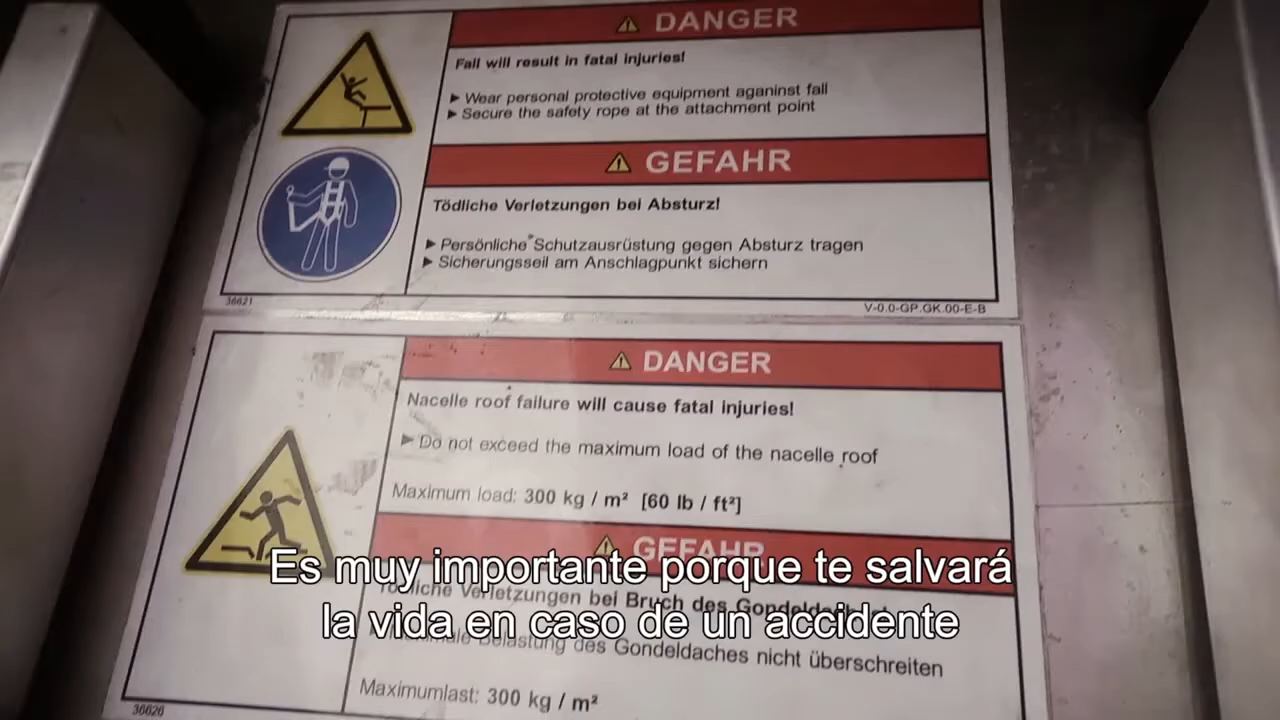 DANGER
Fall will result in fatal injuries!
► Wear personal protective equipment aganinst fall
► Secure the safety rope at the attachment point
GEFAHR
Tödliche Verletzungen bei Absturz!
► Persönliche Schutzausrüstung gegen Absturz tragen
► Sicherungsseil am Anschlagpunkt sichern
36621
V-0.0-GP.GK.00-E-B
DANGER
Nacelle roof failure will cause fatal injuries!
► Do not exceed the maximum load of the nacelle roof
Maximum load: 300 kg / m² [60 lb / ft²]
GEFAHR
Tödliche Verletzungen bei Bruch des
Belastung des Gondeldaches nicht überschreiten
Maximumlast: 300 kg / m²
36626
Es muy importante porque te salvará
la vida en caso de un accidente